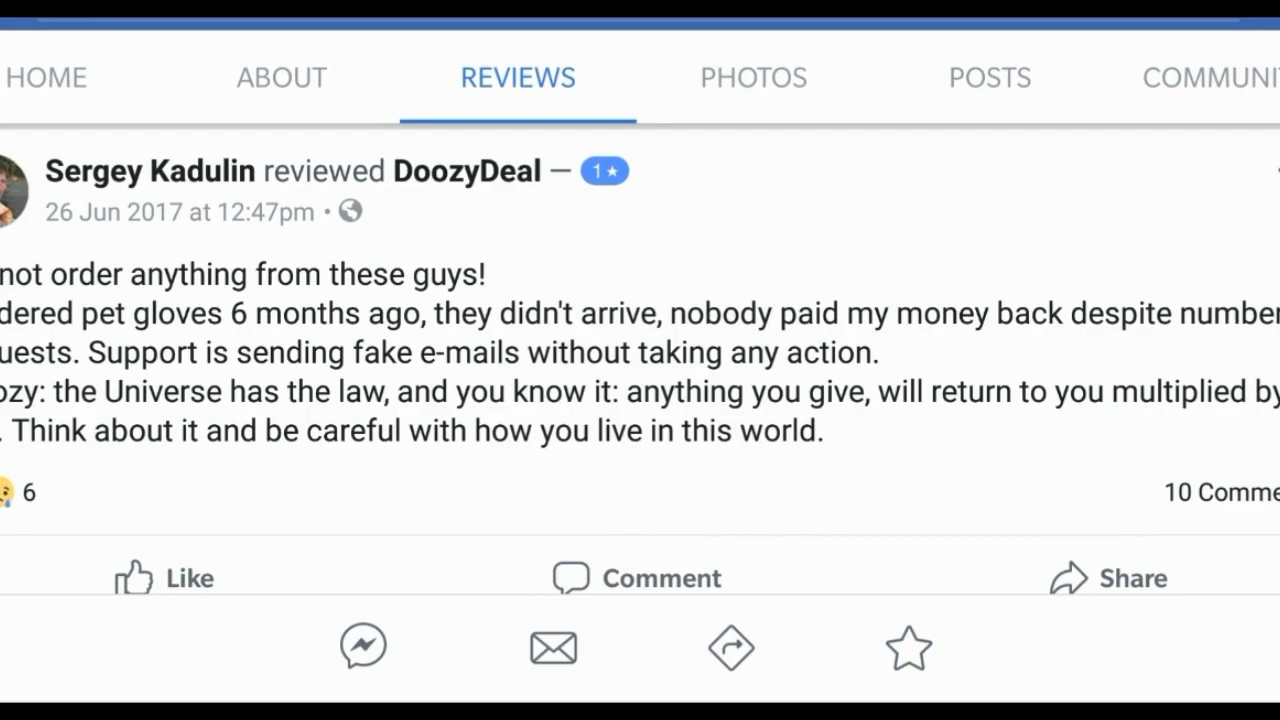 HOME ABOUT REVIEWS PHOTOS POSTS COMMUNI
Sergey Kadulin reviewed DoozyDeal — 1★
26 Jun 2017 at 12:47pm •
not order anything from these guys!
dered pet gloves 6 months ago, they didn't arrive, nobody paid my money back despite number
uests. Support is sending fake e-mails without taking any action.
ozy: the Universe has the law, and you know it: anything you give, will return to you multiplied by
. Think about it and be careful with how you live in this world.
6 10 Comme
Like Comment Share